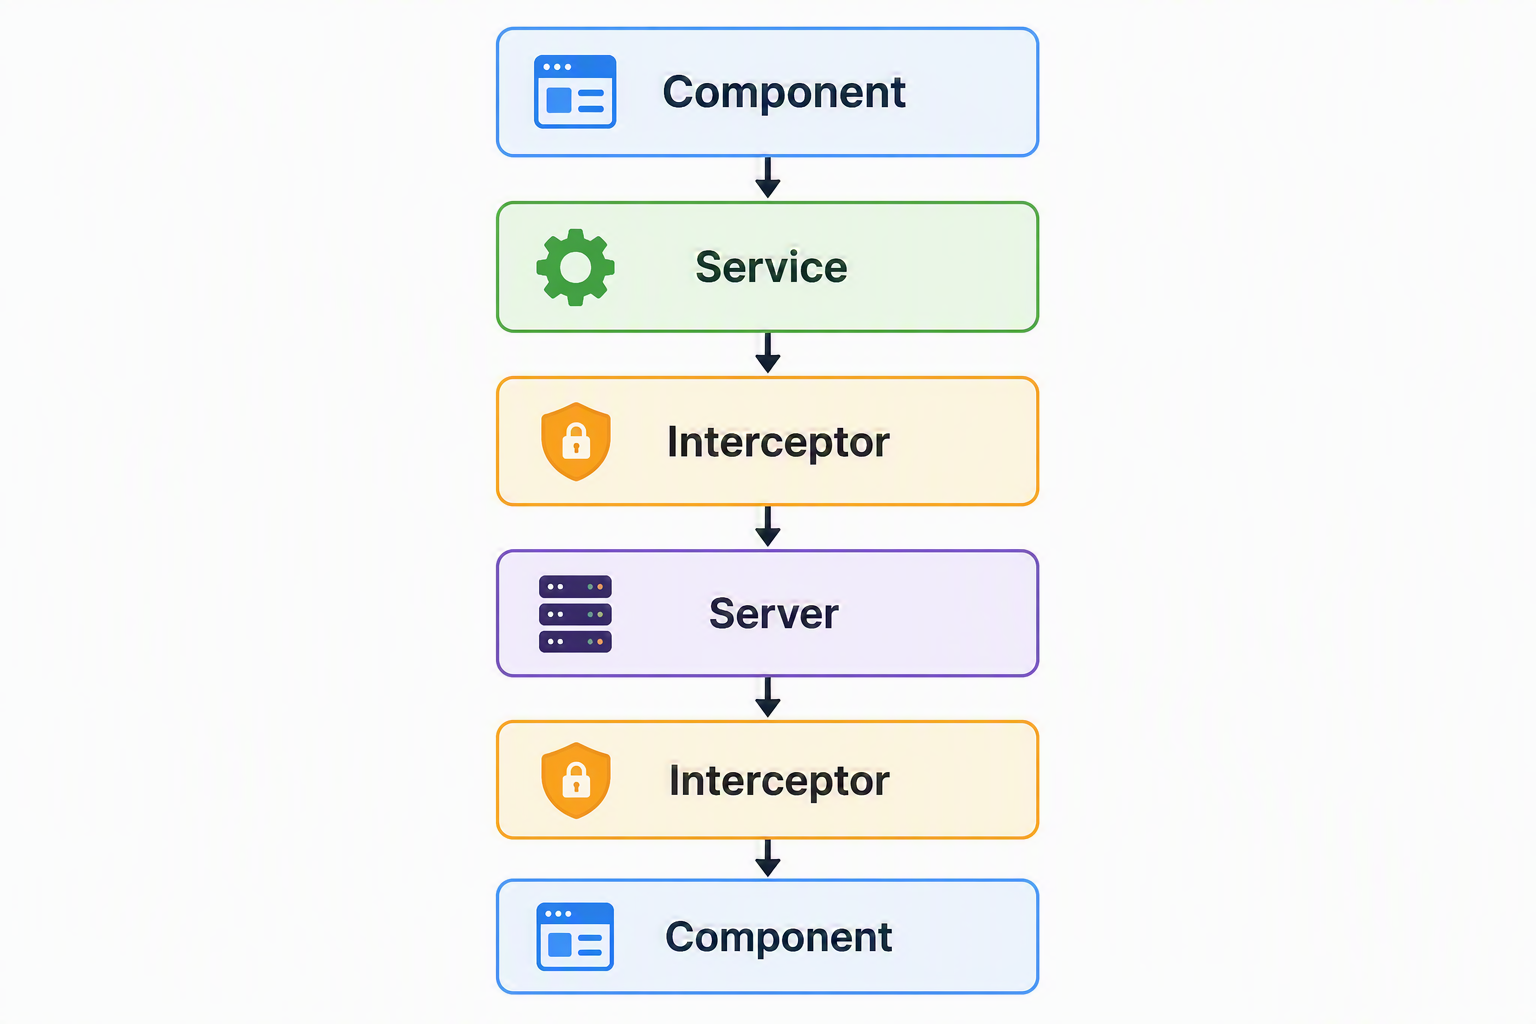 Component
Service
Interceptor
Server
Interceptor
Component